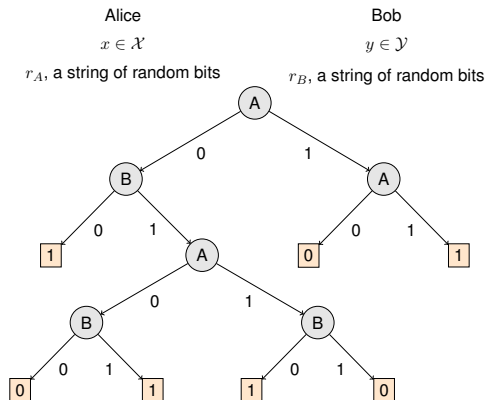 Alice Bob
x ∈ 𝒳 y ∈ 𝒴
r_A, a string of random bits r_B, a string of random bits
A
0 1
B A
0 1 0 1
1 A 0 1
0 1
B B
0 1 0 1
0 1 1 0